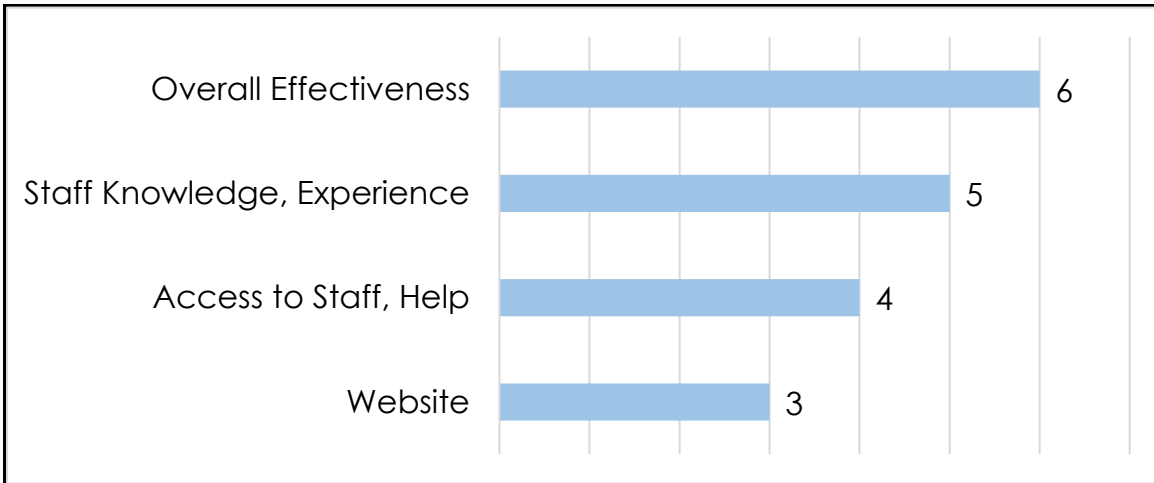 Overall Effectiveness 6
Staff Knowledge, Experience 5
Access to Staff, Help 4
Website 3